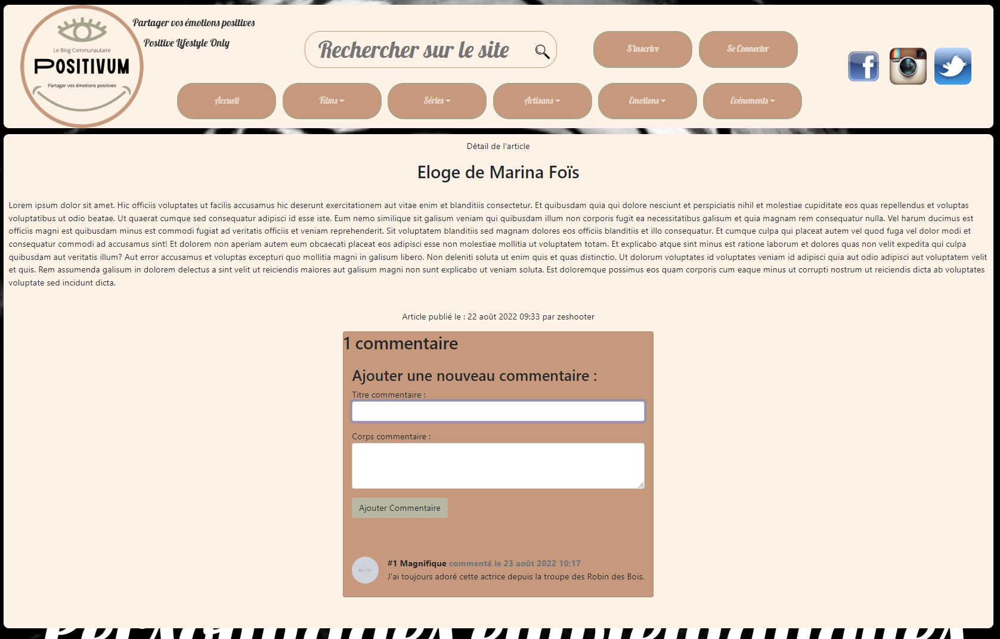 Partager vos émotions positives
Positive Lifestyle Only
Le Blog Communautaire
POSITIVUM
Partager vos émotions positives
Rechercher sur le site
S'inscrire
Se Connecter
Accueil
Films
Séries
Artisans
Emotions
Evénements
Détail de l'article
Eloge de Marina Foïs
Lorem ipsum dolor sit amet. Hic officiis voluptates ut facilis accusamus hic deserunt exercitationem aut vitae enim et blanditiis consectetur. Et quibusdam quia qui dolore nesciunt et perspiciatis nihil et molestiae cupiditate eos quas repellendus et voluptas
voluptatibus ut odio beatae. Ut quaerat cumque sed consequatur adipisci id esse iste. Eum nemo similique sit galisum veniam qui quibusdam illum non corporis fugit ea necessitatibus galisum et quia magnam rem consequatur nulla. Vel harum ducimus est
officiis magni est quibusdam minus est commodi fugiat ad veritatis officiis et veniam reprehenderit. Sit voluptatem blanditiis sed magnam dolores eos officiis blanditiis et illo consequatur. Et cumque culpa qui placeat autem vel quod fuga vel dolor modi et
consequatur commodi ad accusamus sint! Et dolorem non aperiam autem eum obcaecati placeat eos adipisci esse non molestiae mollitia ut voluptatem totam. Et explicabo atque sint minus est ratione laborum et dolores quas non velit expedita qui culpa
quibusdam aut veritatis illum? Aut error accusamus et voluptas excepturi quo mollitia magni in galisum libero. Non deleniti soluta ut enim quis et quas distinctio. Ut dolorum voluptates id voluptates veniam id adipisci quia aut odio adipisci aut voluptatem velit
et quis. Rem assumenda galisum in dolorem delectus a sint velit ut reiciendis maiores aut galisum magni non sunt explicabo ut veniam soluta. Est doloremque possimus eos quam corporis cum eaque minus ut corrupti nostrum ut reiciendis dicta ab voluptates
voluptate sed incidunt dicta.
Article publié le : 22 août 2022 09:33 par zeshooter
1 commentaire
Ajouter une nouveau commentaire :
Titre commentaire :
Corps commentaire :
Ajouter Commentaire
#1 Magnifique commenté le 23 août 2022 10:17
J'ai toujours adoré cette actrice depuis la troupe des Robin des Bois.